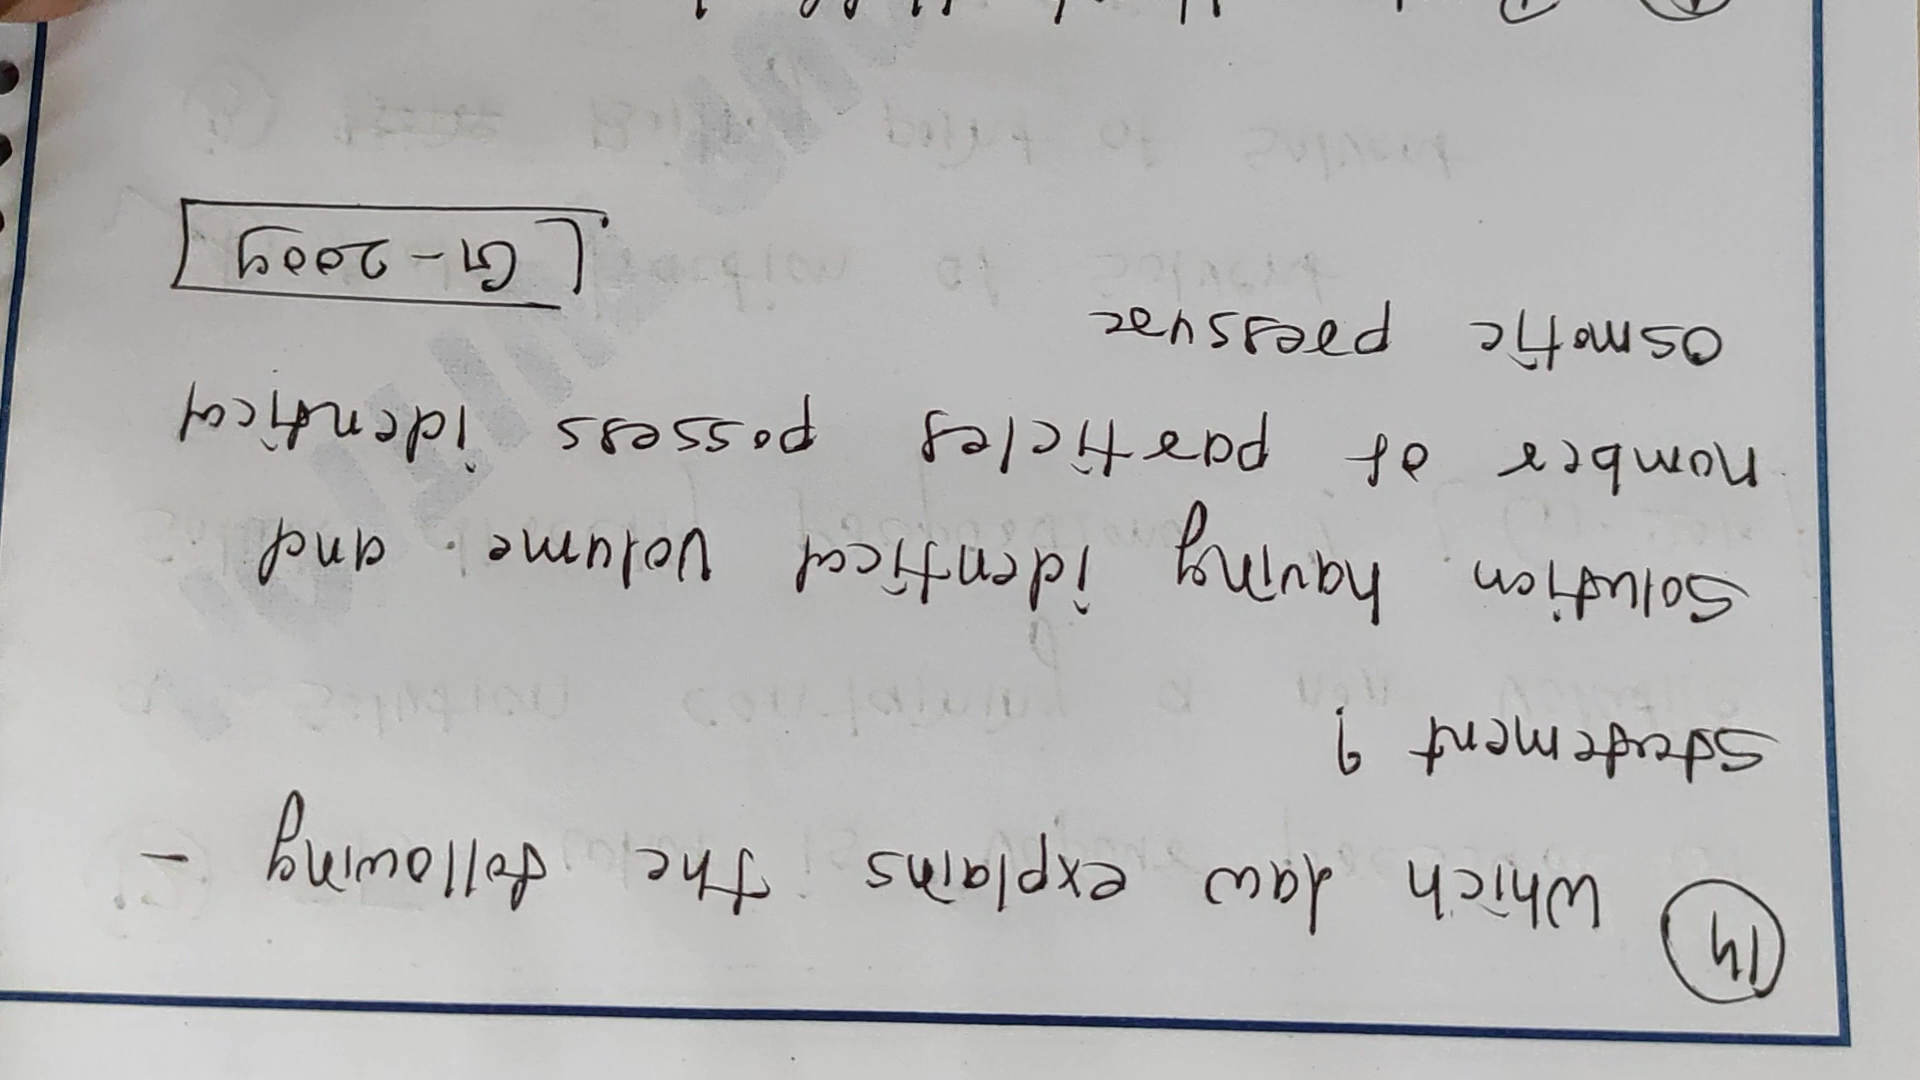 14 Which law explains the following -
statement ?
Solution having identical volume and
number of particles possess identical
osmotic pressure
[G-2009]